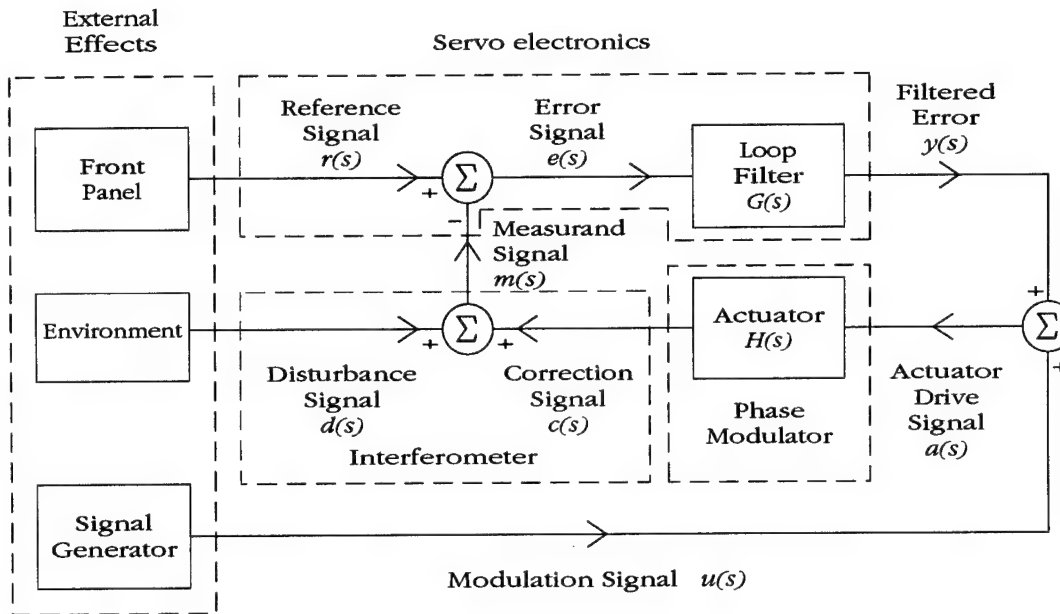 External
Effects
Servo electronics
Front
Panel
Reference
Signal
r(s)
+
Σ
−
Error
Signal
e(s)
Loop
Filter
G(s)
Filtered
Error
y(s)
Measurand
Signal
m(s)
Environment
+
Σ
+
Disturbance
Signal
d(s)
Correction
Signal
c(s)
Interferometer
Actuator
H(s)
Phase
Modulator
+
Σ
+
Actuator
Drive
Signal
a(s)
Signal
Generator
Modulation Signal u(s)